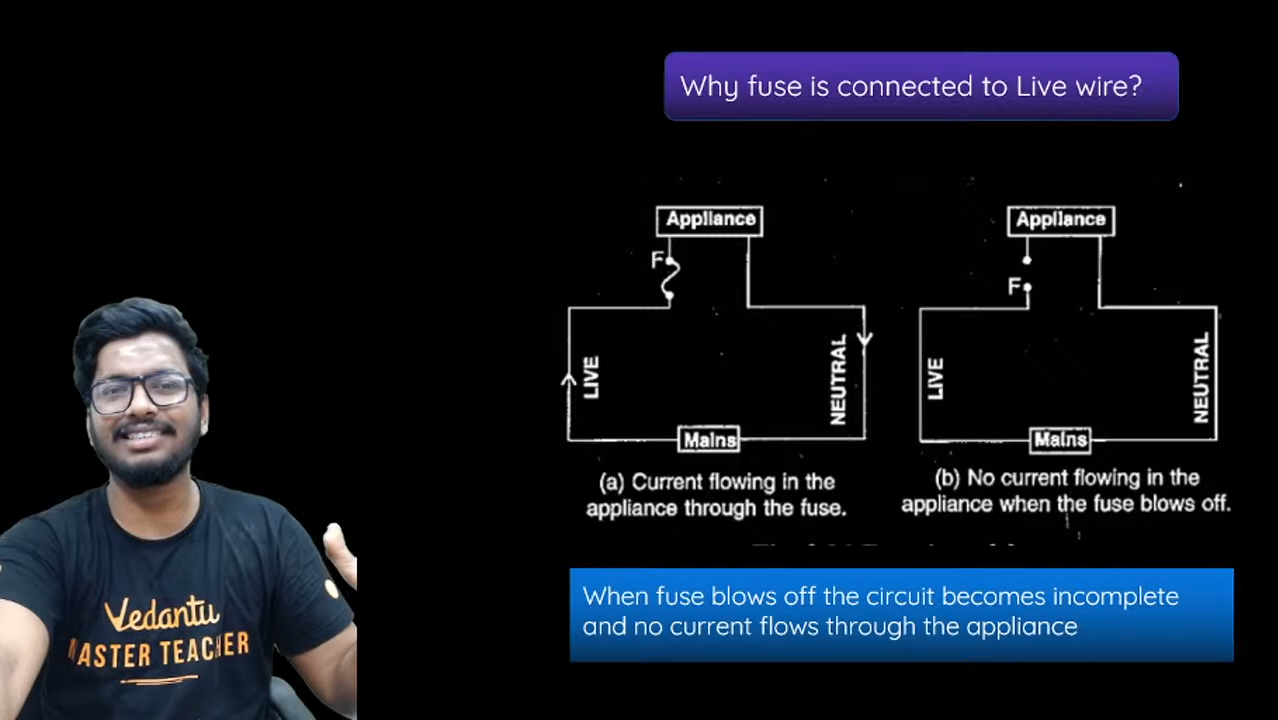 Why fuse is connected to Live wire?
Appliance
F
LIVE
NEUTRAL
Mains
(a) Current flowing in the
appliance through the fuse.
Appliance
F
LIVE
NEUTRAL
Mains
(b) No current flowing in the
appliance when the fuse blows off.
When fuse blows off the circuit becomes incomplete
and no current flows through the appliance
Vedantu
MASTER TEACHER